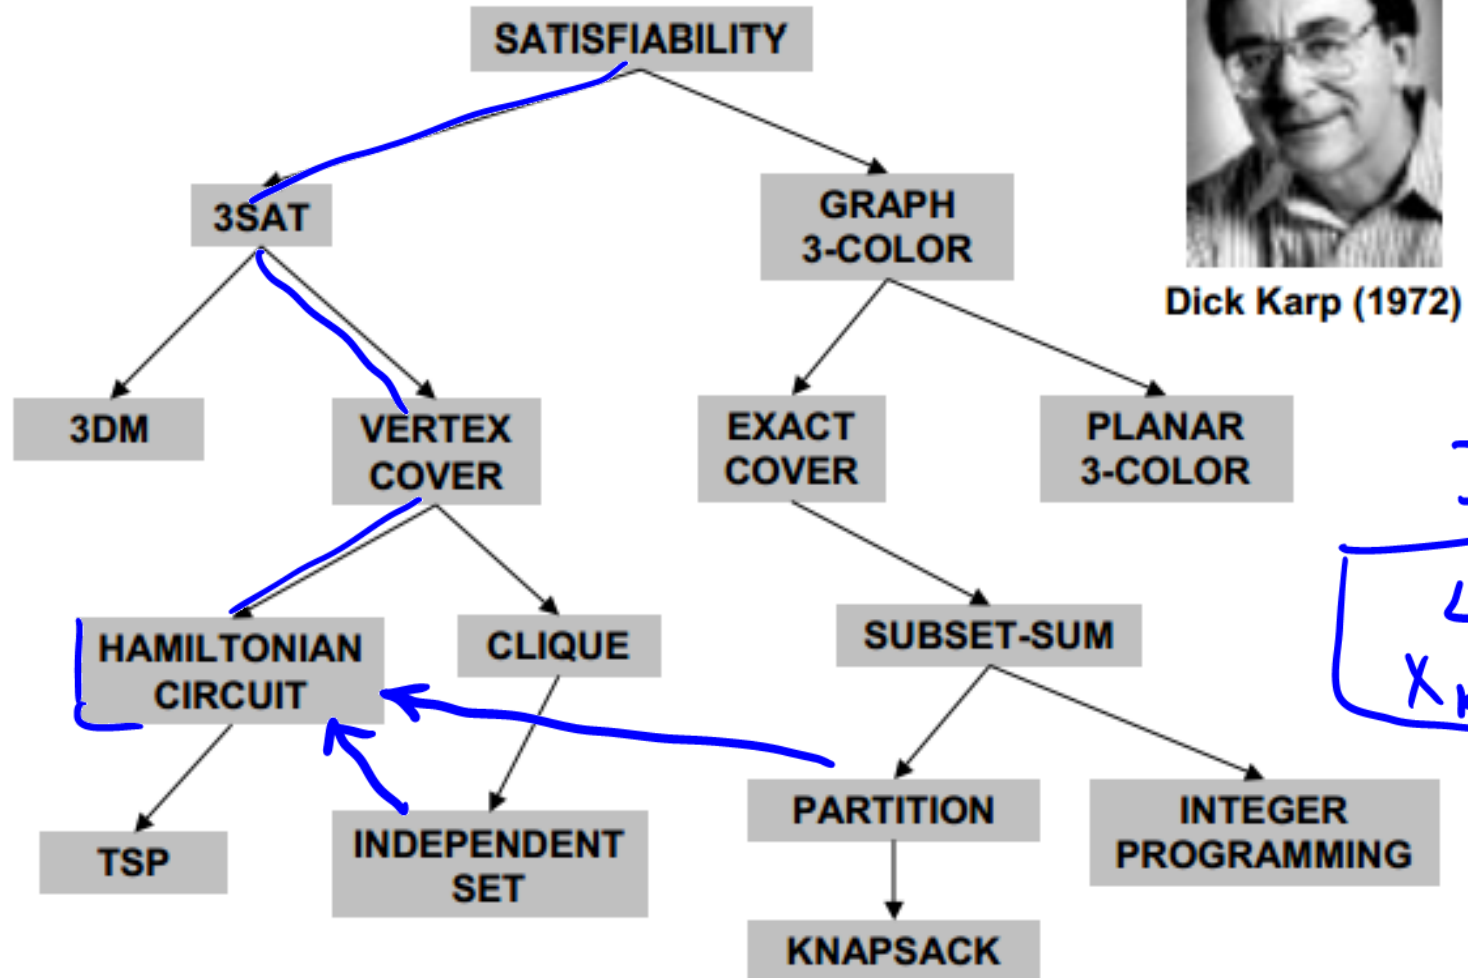 SATISFIABILITY
3SAT
GRAPH
3-COLOR
Dick Karp (1972)
3DM
VERTEX
COVER
EXACT
COVER
PLANAR
3-COLOR
HAMILTONIAN
CIRCUIT
CLIQUE
SUBSET-SUM
X
TSP
INDEPENDENT
SET
PARTITION
INTEGER
PROGRAMMING
KNAPSACK